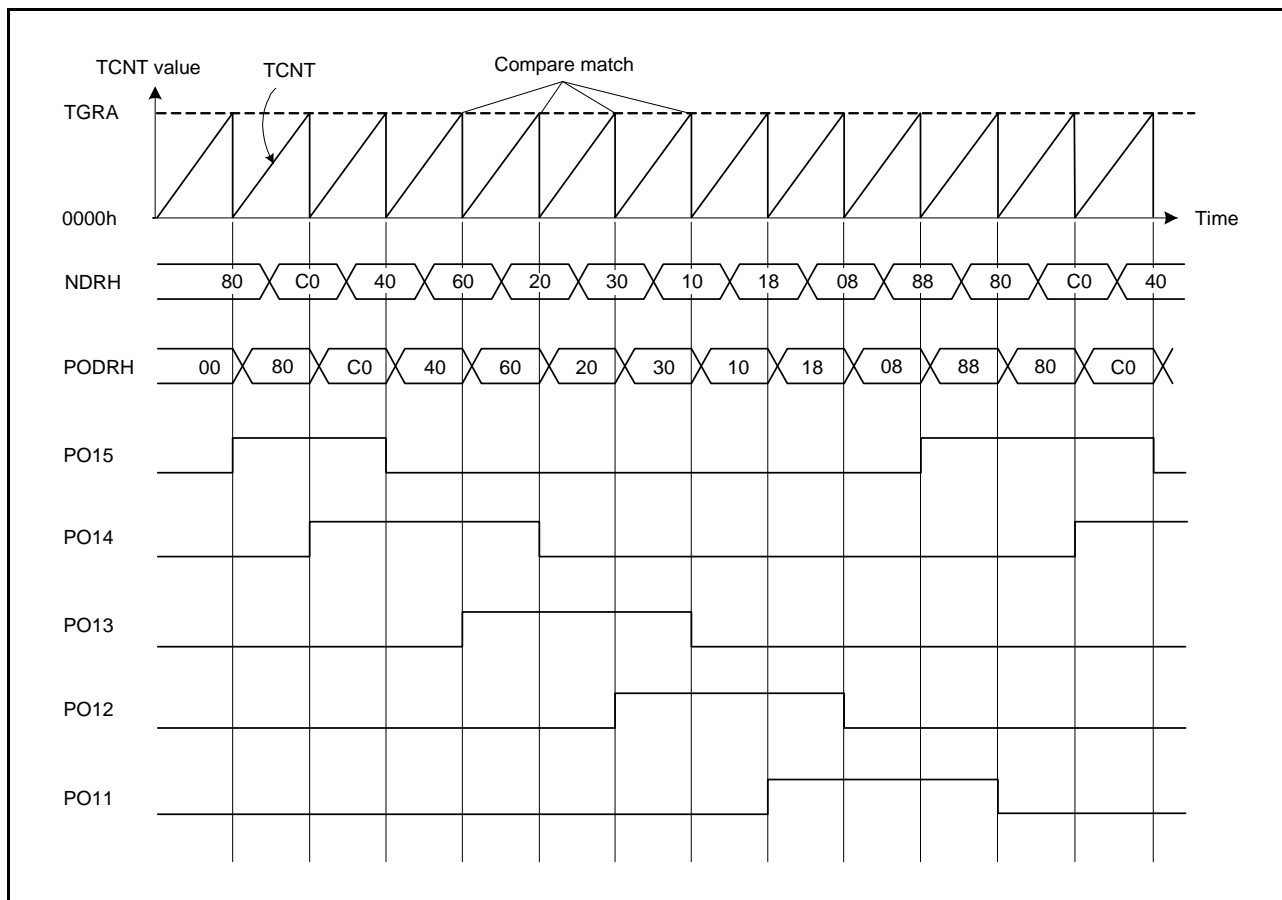 TCNT value
TCNT
Compare match
TGRA
0000h
Time
NDRH 80 C0 40 60 20 30 10 18 08 88 80 C0 40
PODRH 00 80 C0 40 60 20 30 10 18 08 88 80 C0
PO15
PO14
PO13
PO12
PO11